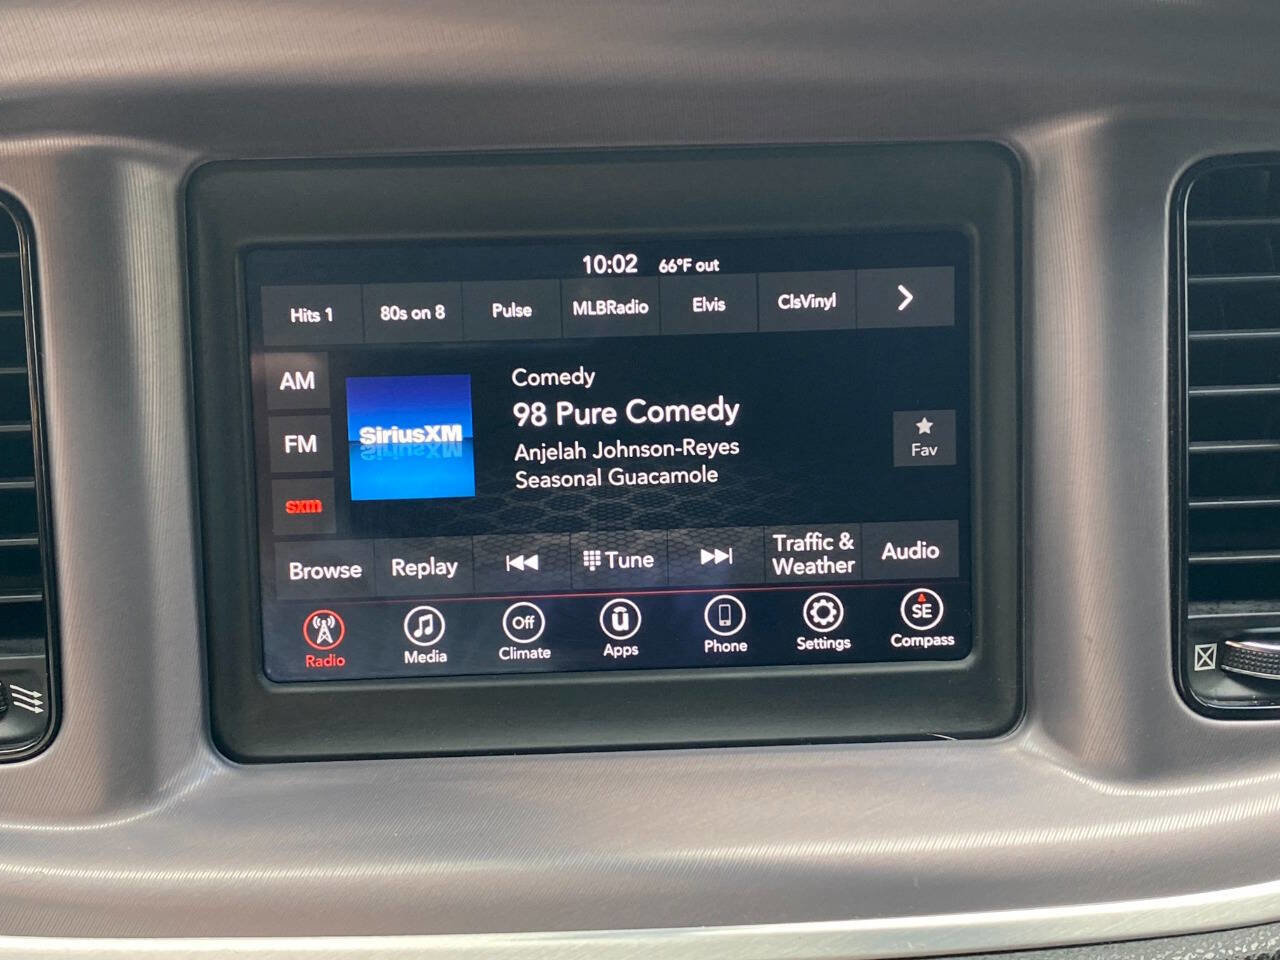 10:02 66°F out
Hits 1 80s on 8 Pulse MLBRadio Elvis ClsVinyl
AM
FM
sxm
SiriusXM
Comedy
98 Pure Comedy
Anjelah Johnson-Reyes
Seasonal Guacamole
Fav
Browse Replay Tune Traffic & Weather Audio
Off SE
Radio Media Climate Apps Phone Settings Compass